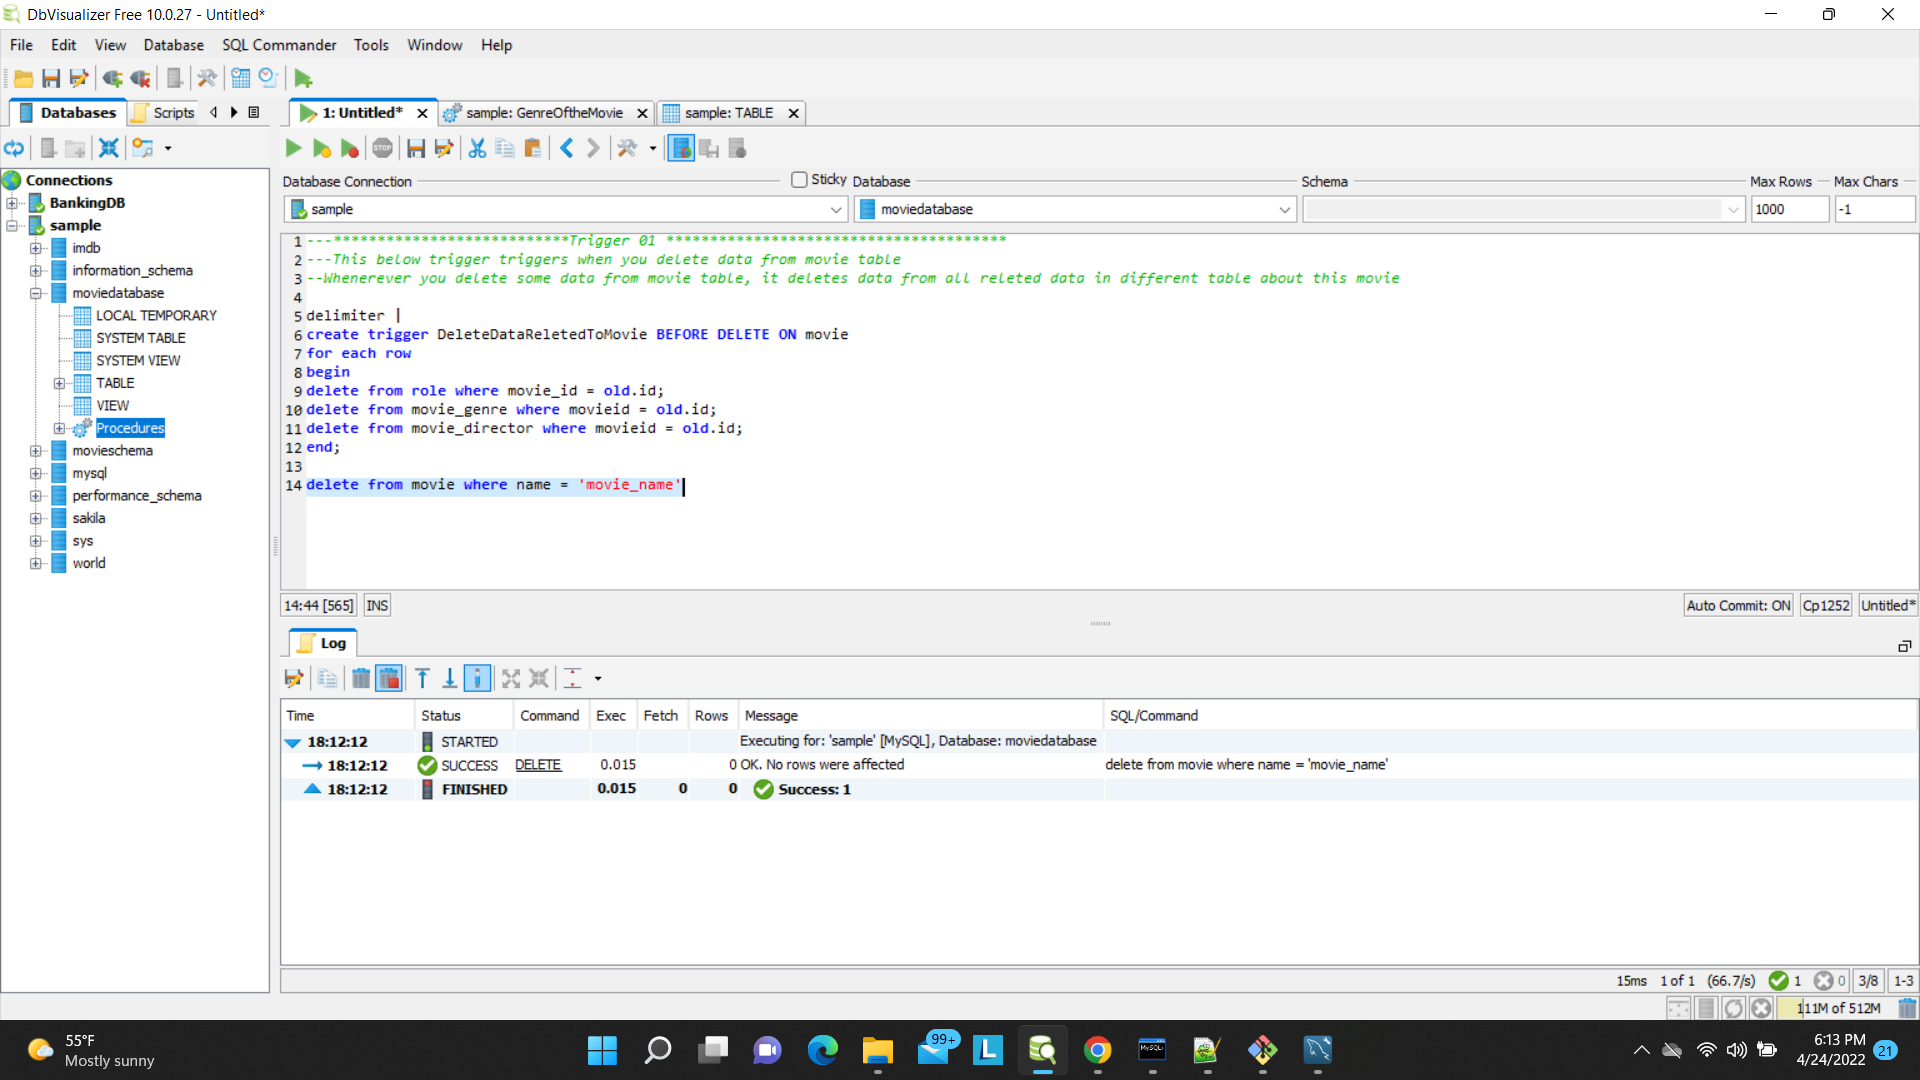 DbVisualizer Free 10.0.27 - Untitled*
File Edit View Database SQL Commander Tools Window Help
Databases Scripts
1: Untitled* sample: GenreOftheMovie sample: TABLE
Connections
BankingDB
sample
imdb
information_schema
moviedatabase
LOCAL TEMPORARY
SYSTEM TABLE
SYSTEM VIEW
TABLE
VIEW
Procedures
movieschema
mysql
performance_schema
sakila
sys
world
STOP
Database Connection Sticky Database Schema Max Rows Max Chars
sample moviedatabase 1000 -1
1 ---***************************Trigger 01 ***************************************
2 ---This below trigger triggers when you delete data from movie table
3 --Whenerever you delete some data from movie table, it deletes data from all releted data in different table about this movie
4
5 delimiter |
6 create trigger DeleteDataReletedToMovie BEFORE DELETE ON movie
7 for each row
8 begin
9 delete from role where movie_id = old.id;
10 delete from movie_genre where movieid = old.id;
11 delete from movie_director where movieid = old.id;
12 end;
13
14 delete from movie where name = 'movie_name'
14:44 [565] INS Auto Commit: ON Cp1252 Untitled*
Log
Time Status Command Exec Fetch Rows Message SQL/Command
18:12:12 STARTED Executing for: 'sample' [MySQL], Database: moviedatabase
18:12:12 SUCCESS DELETE 0.015 0 OK. No rows were affected delete from movie where name = 'movie_name'
18:12:12 FINISHED 0.015 0 0 Success: 1
15ms 1 of 1 (66.7/s) 1 0 3/8 1-3
111M of 512M
55°F
Mostly sunny
99+
L
MySQL
6:13 PM
4/24/2022
21